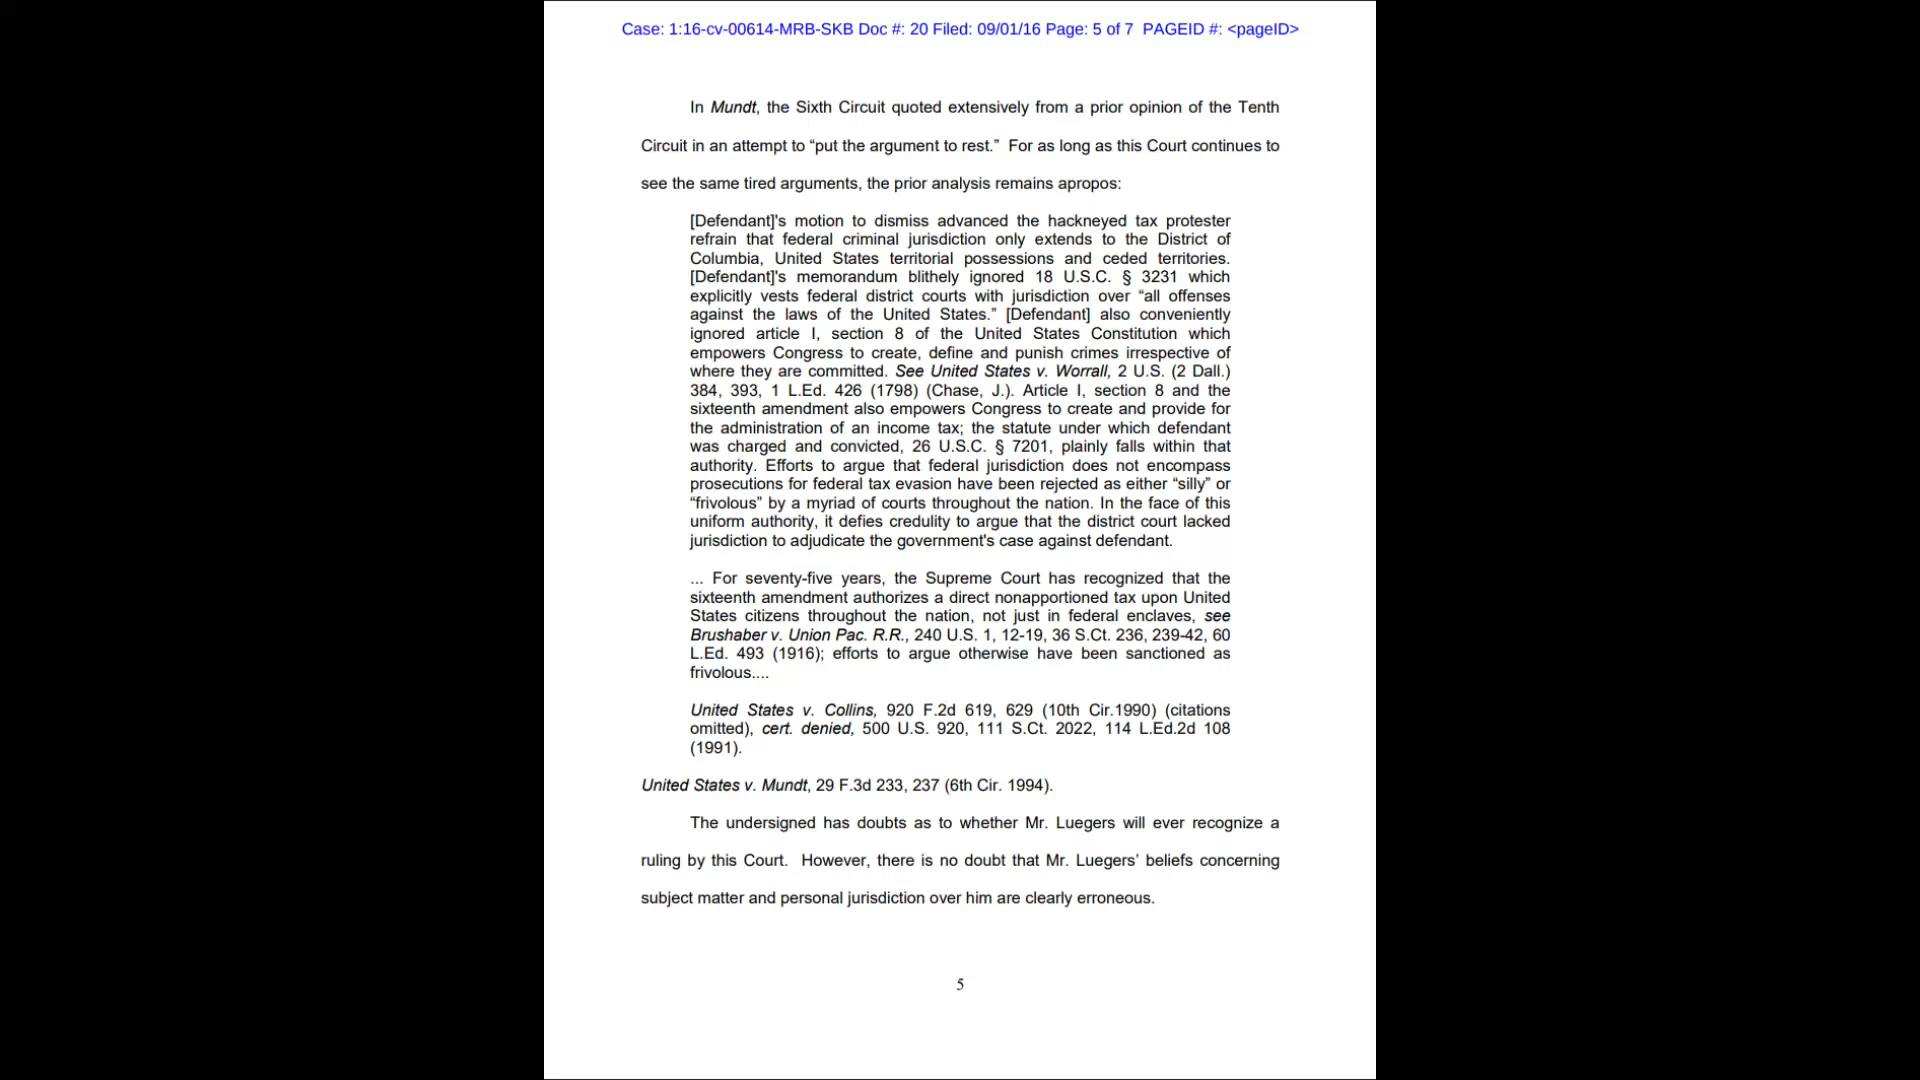 Case: 1:16-cv-00614-MRB-SKB Doc #: 20 Filed: 09/01/16 Page: 5 of 7 PAGEID #: <pageID>
In Mundt, the Sixth Circuit quoted extensively from a prior opinion of the Tenth
Circuit in an attempt to “put the argument to rest.” For as long as this Court continues to
see the same tired arguments, the prior analysis remains apropos:
[Defendant]'s motion to dismiss advanced the hackneyed tax protester
refrain that federal criminal jurisdiction only extends to the District of
Columbia, United States territorial possessions and ceded territories.
[Defendant]'s memorandum blithely ignored 18 U.S.C. § 3231 which
explicitly vests federal district courts with jurisdiction over “all offenses
against the laws of the United States.” [Defendant] also conveniently
ignored article I, section 8 of the United States Constitution which
empowers Congress to create, define and punish crimes irrespective of
where they are committed. See United States v. Worrall, 2 U.S. (2 Dall.)
384, 393, 1 L.Ed. 426 (1798) (Chase, J.). Article I, section 8 and the
sixteenth amendment also empowers Congress to create and provide for
the administration of an income tax; the statute under which defendant
was charged and convicted, 26 U.S.C. § 7201, plainly falls within that
authority. Efforts to argue that federal jurisdiction does not encompass
prosecutions for federal tax evasion have been rejected as either “silly” or
“frivolous” by a myriad of courts throughout the nation. In the face of this
uniform authority, it defies credulity to argue that the district court lacked
jurisdiction to adjudicate the government's case against defendant.
... For seventy-five years, the Supreme Court has recognized that the
sixteenth amendment authorizes a direct nonapportioned tax upon United
States citizens throughout the nation, not just in federal enclaves, see
Brushaber v. Union Pac. R.R., 240 U.S. 1, 12-19, 36 S.Ct. 236, 239-42, 60
L.Ed. 493 (1916); efforts to argue otherwise have been sanctioned as
frivolous....
United States v. Collins, 920 F.2d 619, 629 (10th Cir.1990) (citations
omitted), cert. denied, 500 U.S. 920, 111 S.Ct. 2022, 114 L.Ed.2d 108
(1991).
United States v. Mundt, 29 F.3d 233, 237 (6th Cir. 1994).
The undersigned has doubts as to whether Mr. Luegers will ever recognize a
ruling by this Court. However, there is no doubt that Mr. Luegers’ beliefs concerning
subject matter and personal jurisdiction over him are clearly erroneous.
5